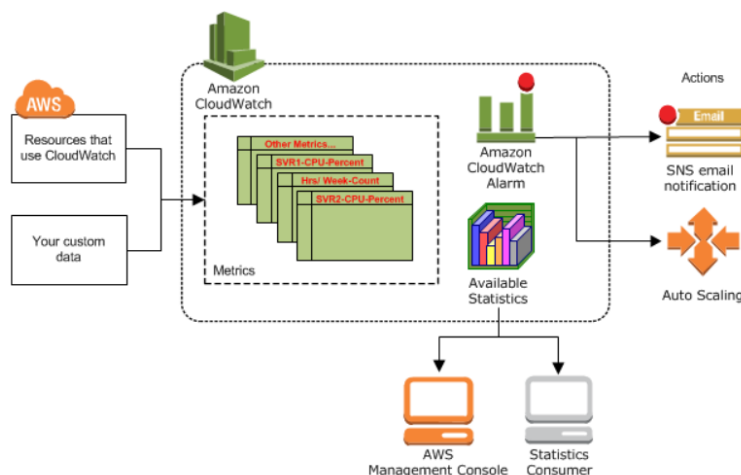 Amazon
CloudWatch
AWS
Resources that
use CloudWatch
Your custom
data
Other Metrics...
SVR1-CPU-Percent
Hrs/ Week-Count
SVR2-CPU-Percent
Metrics
Amazon
CloudWatch
Alarm
Available
Statistics
Actions
Email
SNS email
notification
Auto Scaling
AWS
Management Console
Statistics
Consumer